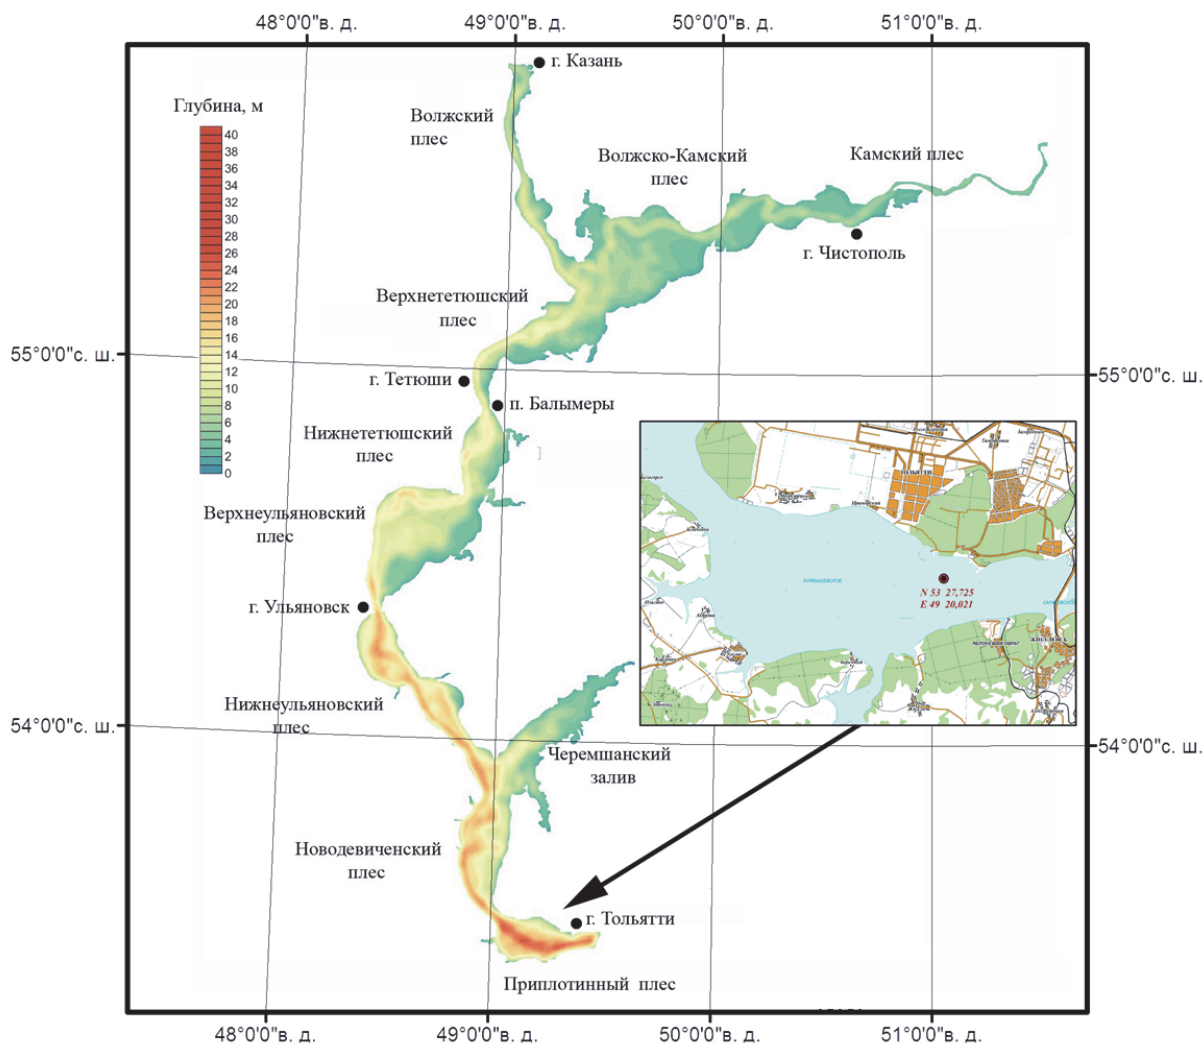 48°0'0"в. д.
49°0'0"в. д.
50°0'0"в. д.
51°0'0"в. д.
г. Казань
Глубина, м
40
38
36
34
32
30
28
26
24
22
20
18
16
14
12
10
8
6
4
2
0
Волжский
плес
Волжско-Камский
плес
Камский плес
г. Чистополь
Верхнететюшский
плес
55°0'0"с. ш.
55°0'0"с. ш.
г. Тетюши
п. Балымеры
Нижнететюшский
плес
Верхнеульяновский
плес
г. Ульяновск
N 53 27,725
E 49 20,021
Нижнеульяновский
плес
54°0'0"с. ш.
54°0'0"с. ш.
Черемшанский
залив
Новодевиченский
плес
г. Тольятти
Приплотинный плес
48°0'0"в. д.
49°0'0"в. д.
50°0'0"в. д.
51°0'0"в. д.